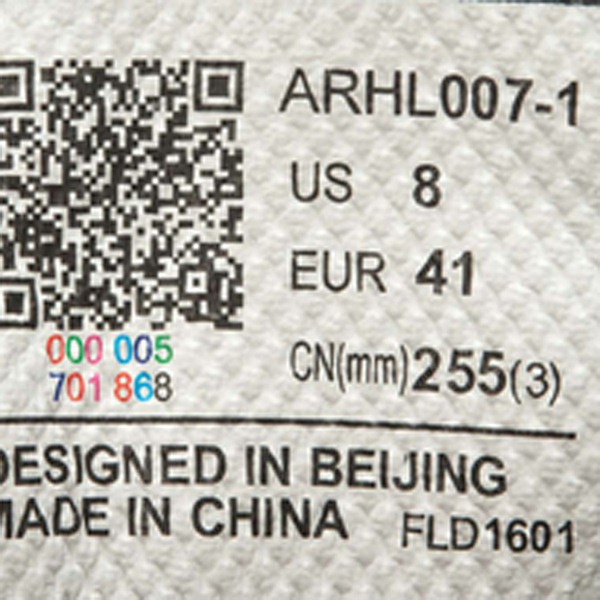 ARHL007-1
US 8
EUR 41
CN(mm)255(3)
000 005
701 868
DESIGNED IN BEIJING
MADE IN CHINA FLD1601